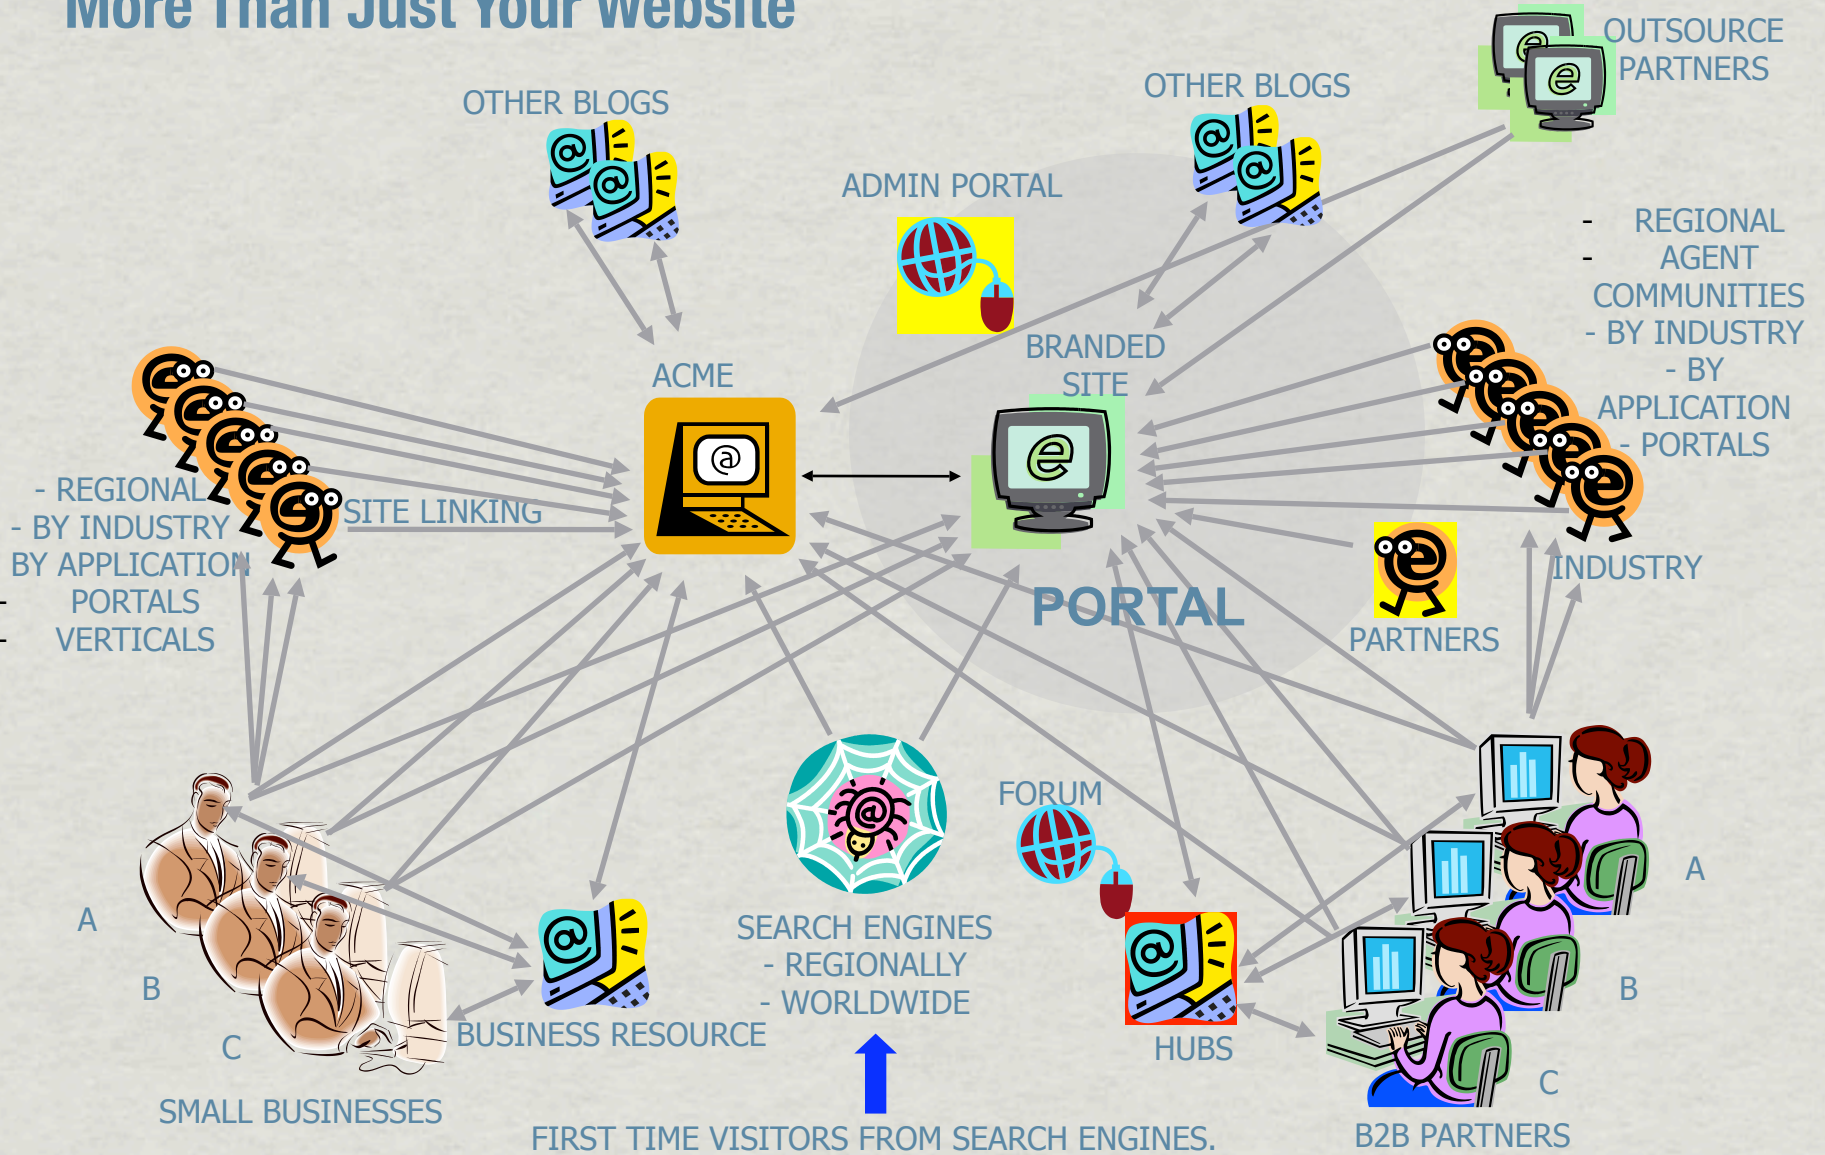 More Than Just Your Website
OUTSOURCE
PARTNERS
OTHER BLOGS
OTHER BLOGS
ADMIN PORTAL
- REGIONAL
- AGENT
COMMUNITIES
- BY INDUSTRY
- BY
APPLICATION
- PORTALS
BRANDED
SITE
ACME
@
e
- REGIONAL
- BY INDUSTRY
BY APPLICATION
- PORTALS
- VERTICALS
SITE LINKING
INDUSTRY
PORTAL
PARTNERS
FORUM
A
B
C
SMALL BUSINESSES
BUSINESS RESOURCE
SEARCH ENGINES
- REGIONALLY
- WORLDWIDE
HUBS
A
B
C
B2B PARTNERS
FIRST TIME VISITORS FROM SEARCH ENGINES.